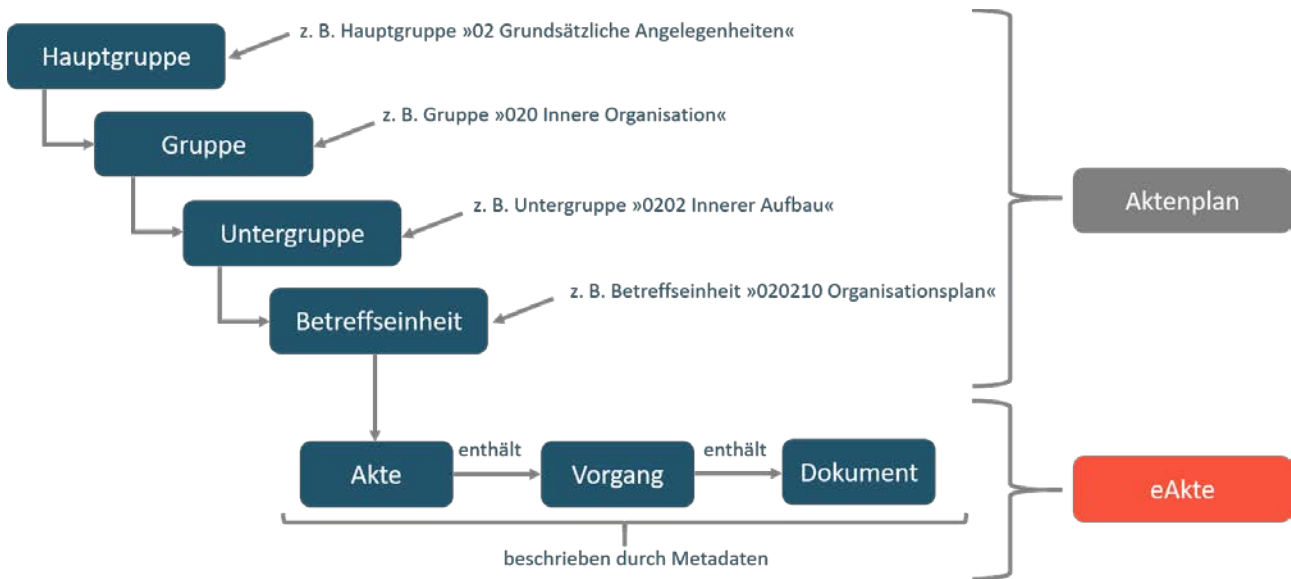 z. B. Hauptgruppe »02 Grundsätzliche Angelegenheiten«
Hauptgruppe
z. B. Gruppe »020 Innere Organisation«
Gruppe
z. B. Untergruppe »0202 Innerer Aufbau«
Untergruppe
Aktenplan
z. B. Betreffseinheit »020210 Organisationsplan«
Betreffseinheit
Akte
enthält
Vorgang
enthält
Dokument
eAkte
beschrieben durch Metadaten